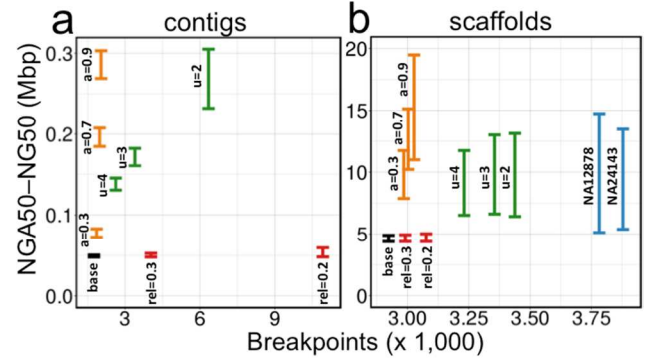 a
contigs
b
scaffolds
NGA50–NG50 (Mbp)
0.3
0.2
0.1
0.0
a=0.9
a=0.7
a=0.3
base
u=4
u=3
u=2
rel=0.3
rel=0.2
3
6
9
20
15
10
5
0
a=0.9
a=0.7
a=0.3
base
rel=0.3
rel=0.2
u=4
u=3
u=2
NA12878
NA24143
3.00
3.25
3.50
3.75
Breakpoints (x 1,000)